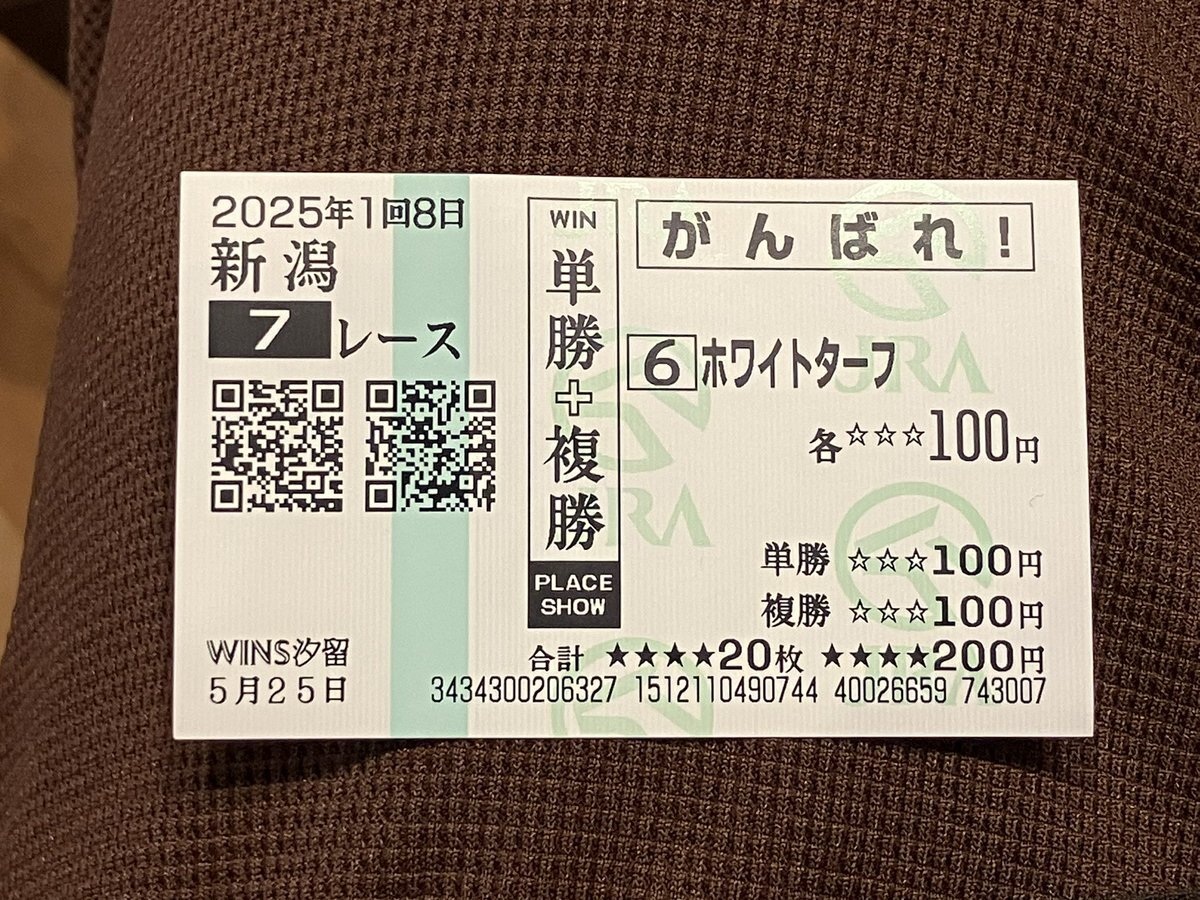 2025年1回8日
新潟
7レース
WINS汐留
5月25日
WIN
単勝+複勝
PLACE
SHOW
がんばれ!
6ホワイトターフ
各☆☆☆100円
単勝 ☆☆☆100円
複勝 ☆☆☆100円
合計 ★★★★20枚 ★★★★200円
3434300206327 1512110490744 40026659 743007
JRA
JRA